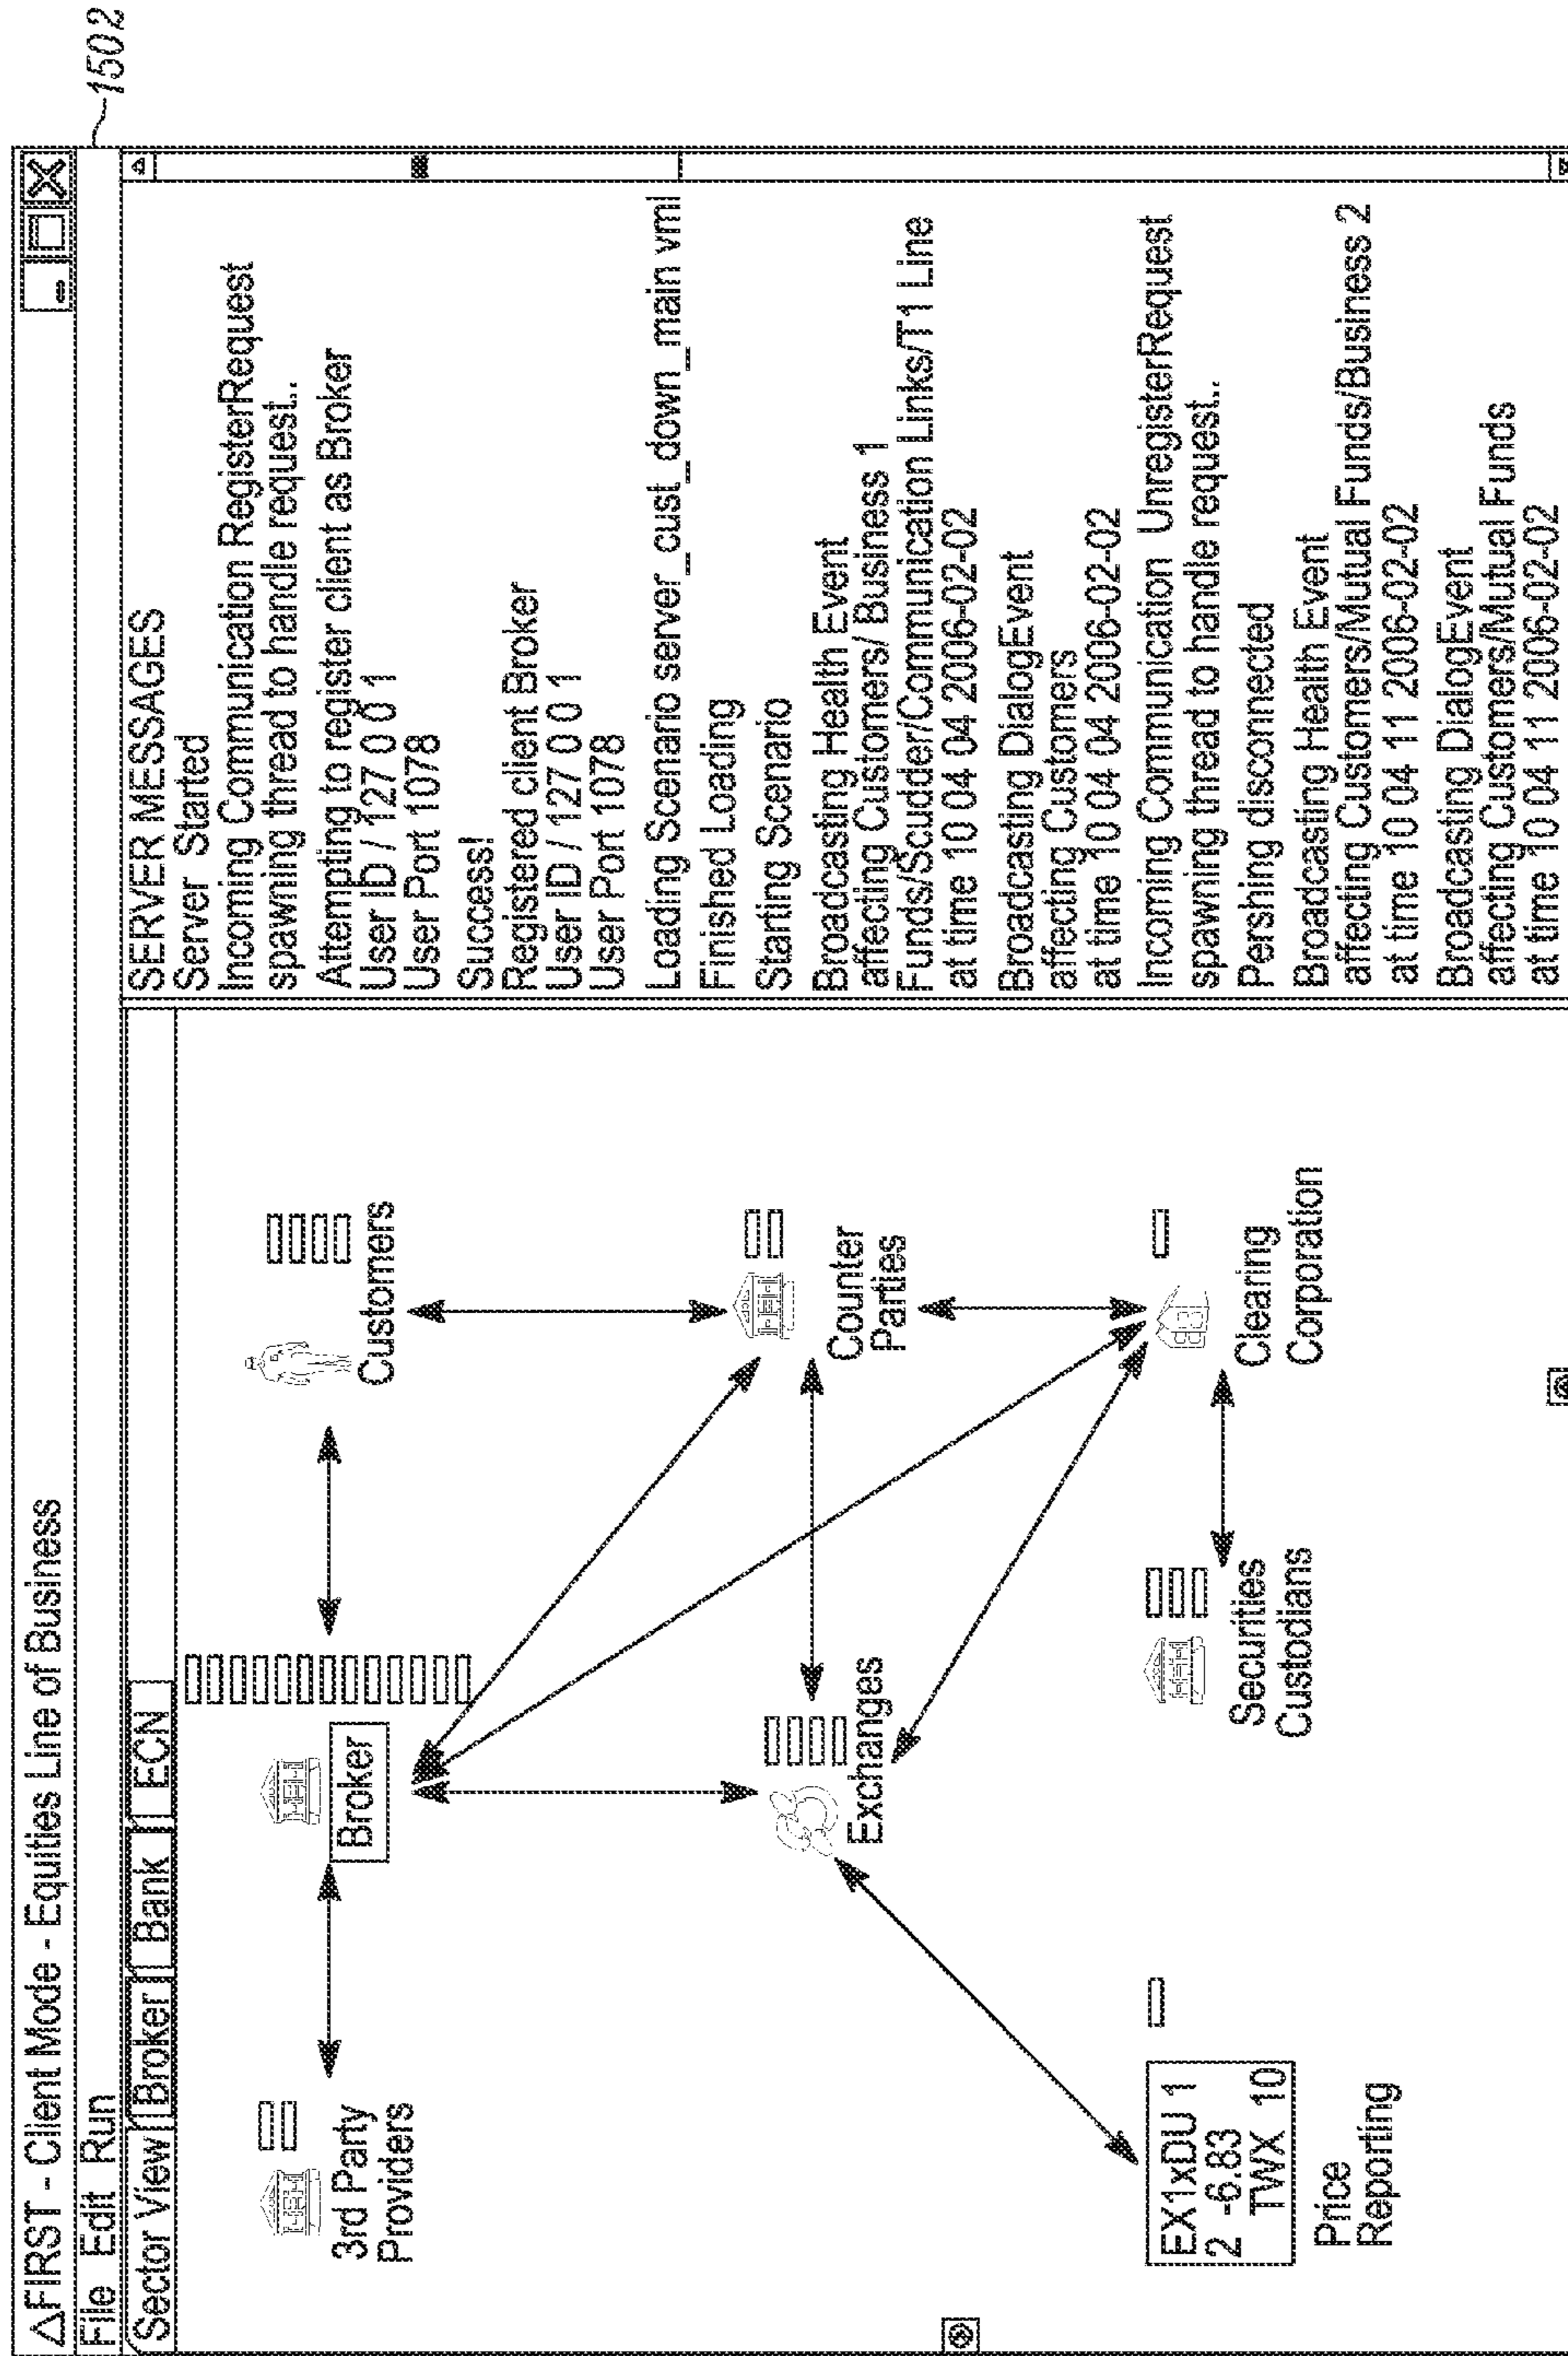 1502
△FIRST - Client Mode - Equities Line of Business
File Edit Run
Sector View Broker Bank ECN
3rd Party
Providers
Broker
Customers
Exchanges
Counter
Parties
EX1xDU 1
2 -6.83
TWX 10
Price
Reporting
Securities
Custodians
Clearing
Corporation
SERVER MESSAGES
Server Started
Incoming Communication RegisterRequest
spawning thread to handle request..
Attempting to register client as Broker
User ID / 127 0 0 1
User Port 1078
Success!
Registered client Broker
User ID / 127 0 0 1
User Port 1078
Loading Scenario server_cust_down_main vml
Finished Loading
Starting Scenario
Broadcasting Health Event
affecting Customers/ Business 1
Funds/Scudder/Communication Links/T1 Line
at time 10 04 04 2006-02-02
Broadcasting DialogEvent
affecting Customers
at time 10 04 04 2006-02-02
Incoming Communication UnregisterRequest
spawning thread to handle request..
Pershing disconnected
Broadcasting Health Event
affecting Customers/Mutual Funds/Business 2
at time 10 04 11 2006-02-02
Broadcasting DialogEvent
affecting Customers/Mutual Funds
at time 10 04 11 2006-02-02